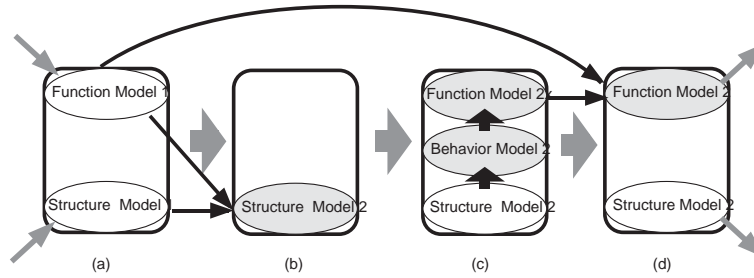 Function Model 1
Function Model 2'
Function Model 2
Behavior Model 2
Structure Model 1
Structure Model 2
Structure Model 2
Structure Model 2
(a)
(b)
(c)
(d)